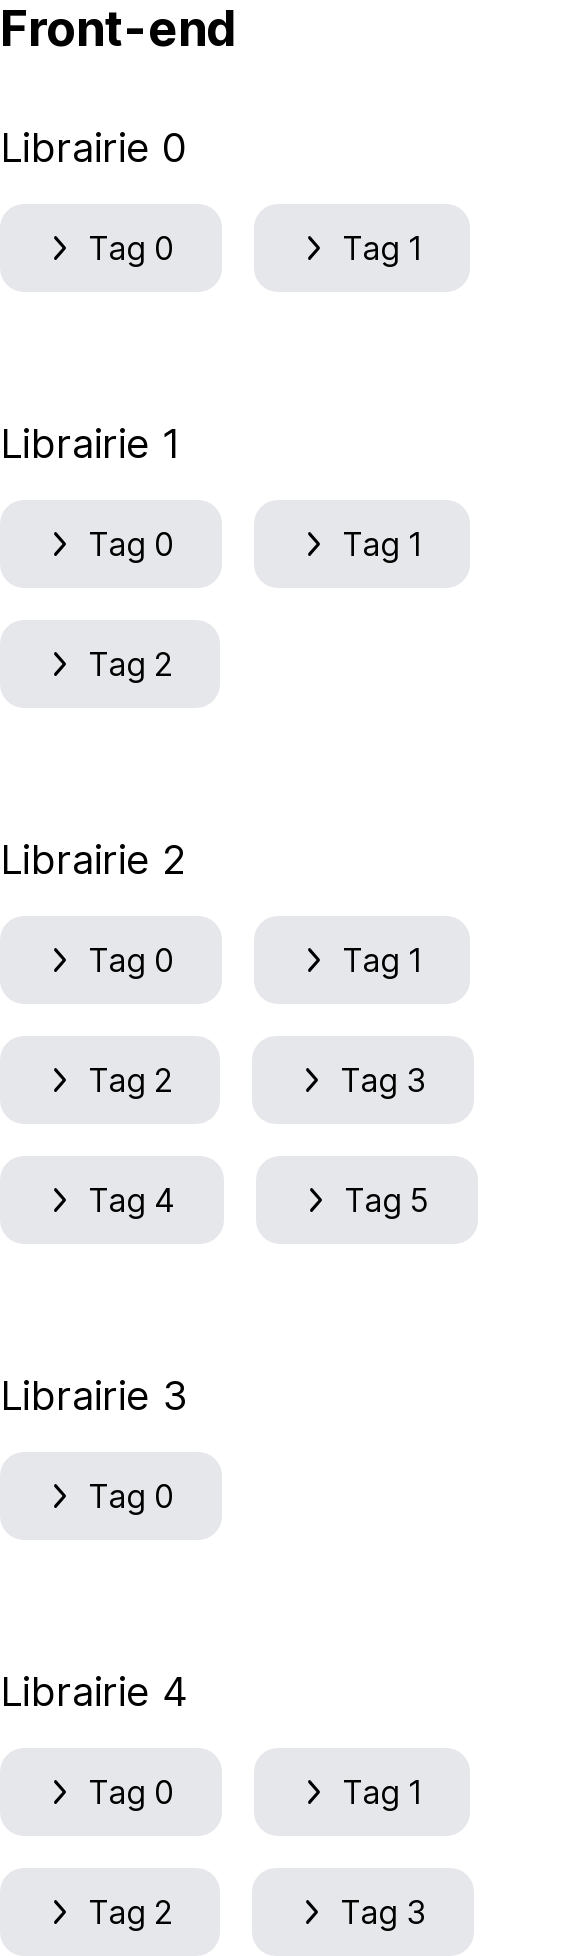 Front-end
Librairie 0
Tag 0 Tag 1
Librairie 1
Tag 0 Tag 1
Tag 2
Librairie 2
Tag 0 Tag 1
Tag 2 Tag 3
Tag 4 Tag 5
Librairie 3
Tag 0
Librairie 4
Tag 0 Tag 1
Tag 2 Tag 3